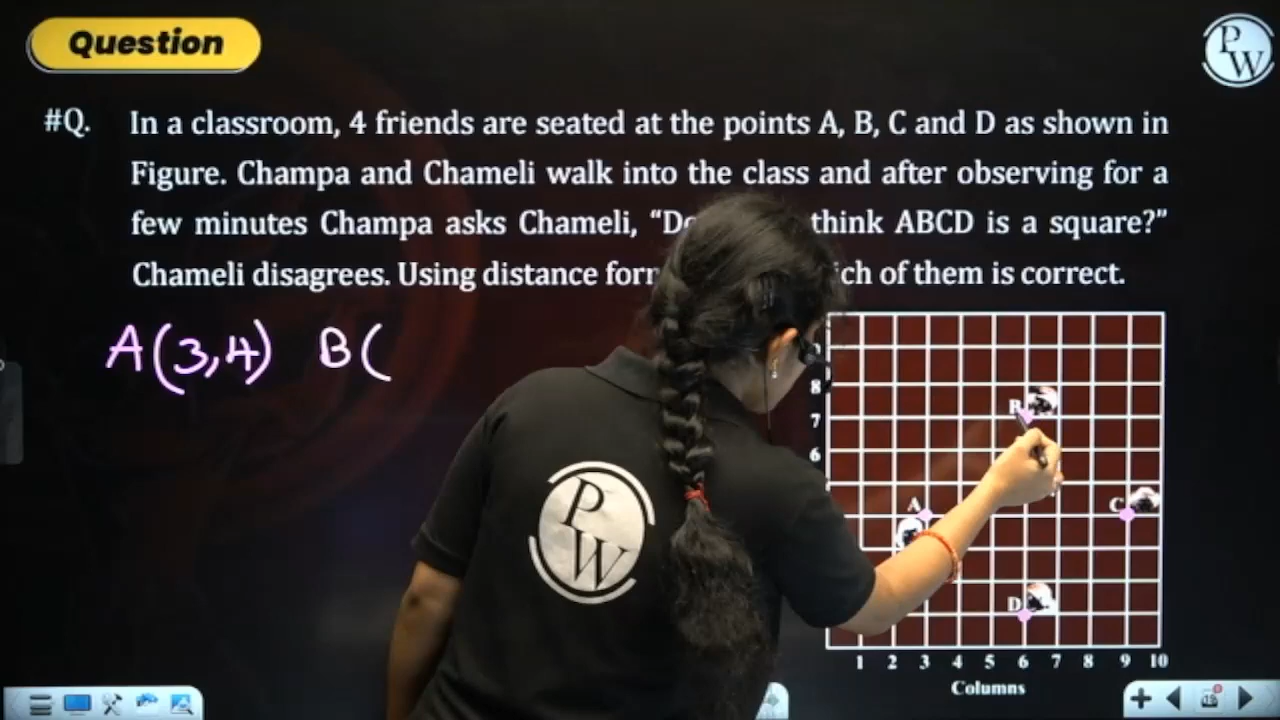 Question
PW
#Q. In a classroom, 4 friends are seated at the points A, B, C and D as shown in
Figure. Champa and Chameli walk into the class and after observing for a
few minutes Champa asks Chameli, “Do think ABCD is a square?”
Chameli disagrees. Using distance of them is correct.
A(3,4) B(
8
7
6
B
A
C
D
PW
1 2 3 4 5 6 7 8 9 10
Columns